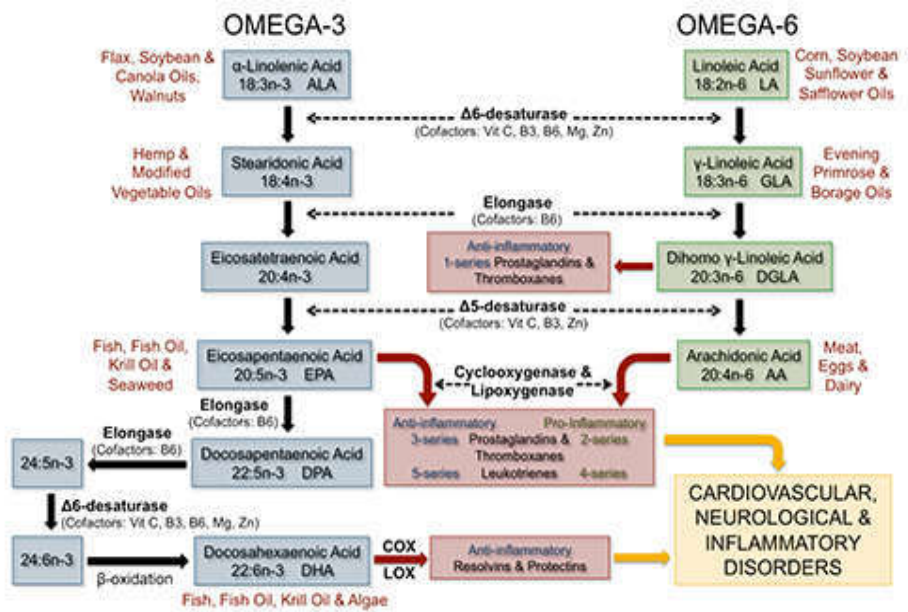 OMEGA-3
OMEGA-6
Flax, Soybean &
Canola Oils,
Walnuts
α-Linolenic Acid
18:3n-3 ALA
Linoleic Acid
18:2n-6 LA
Corn, Soybean
Sunflower &
Safflower Oils
Δ6-desaturase
(Cofactors: Vit C, B3, B6, Mg, Zn)
Hemp &
Modified
Vegetable Oils
Stearidonic Acid
18:4n-3
γ-Linoleic Acid
18:3n-6 GLA
Evening
Primrose &
Borage Oils
Elongase
(Cofactors: B6)
Eicosatetraenoic Acid
20:4n-3
Anti-inflammatory
1-series Prostaglandins &
Thromboxanes
Dihomo γ-Linoleic Acid
20:3n-6 DGLA
Δ5-desaturase
(Cofactors: Vit C, B3, Zn)
Fish, Fish Oil,
Krill Oil &
Seaweed
Eicosapentaenoic Acid
20:5n-3 EPA
Cyclooxygenase &
Lipoxygenase
Arachidonic Acid
20:4n-6 AA
Meat,
Eggs &
Dairy
Elongase
(Cofactors: B6)
Anti-inflammatory Pro-Inflammatory
3-series Prostaglandins & 2-series
Thromboxanes
5-series Leukotrienes 4-series
Elongase
(Cofactors: B6)
24:5n-3
Docosapentaenoic Acid
22:5n-3 DPA
Δ6-desaturase
(Cofactors: Vit C, B3, B6, Mg, Zn)
CARDIOVASCULAR,
NEUROLOGICAL &
INFLAMMATORY
DISORDERS
24:6n-3
β-oxidation
Docosahexaenoic Acid
22:6n-3 DHA
COX
LOX
Anti-inflammatory
Resolvins & Protectins
Fish, Fish Oil, Krill Oil & Algae